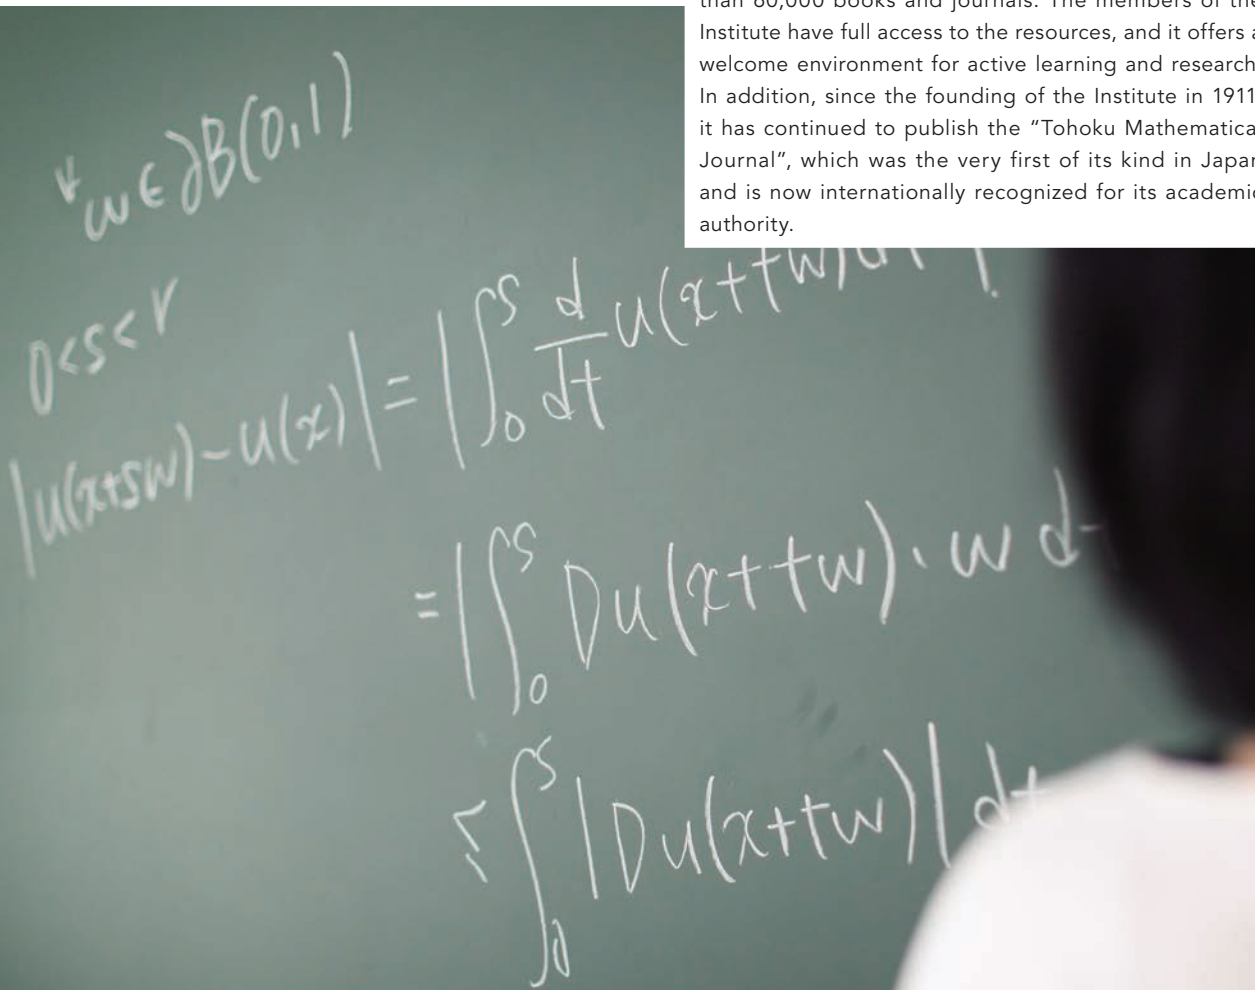 than 60,000 books and journals. The members of the
Institute have full access to the resources, and it offers a
welcome environment for active learning and research.
In addition, since the founding of the Institute in 1911,
it has continued to publish the “Tohoku Mathematical
Journal”, which was the very first of its kind in Japan
and is now internationally recognized for its academic
authority.
∀w∈∂B(0,1)
0<s<r
|u(x+sw)-u(x)|=|∫₀ˢ d/dt u(x+tw)dt|
=|∫₀ˢ Du(x+tw)·w d
≤∫₀ˢ|Du(x+tw)|dt